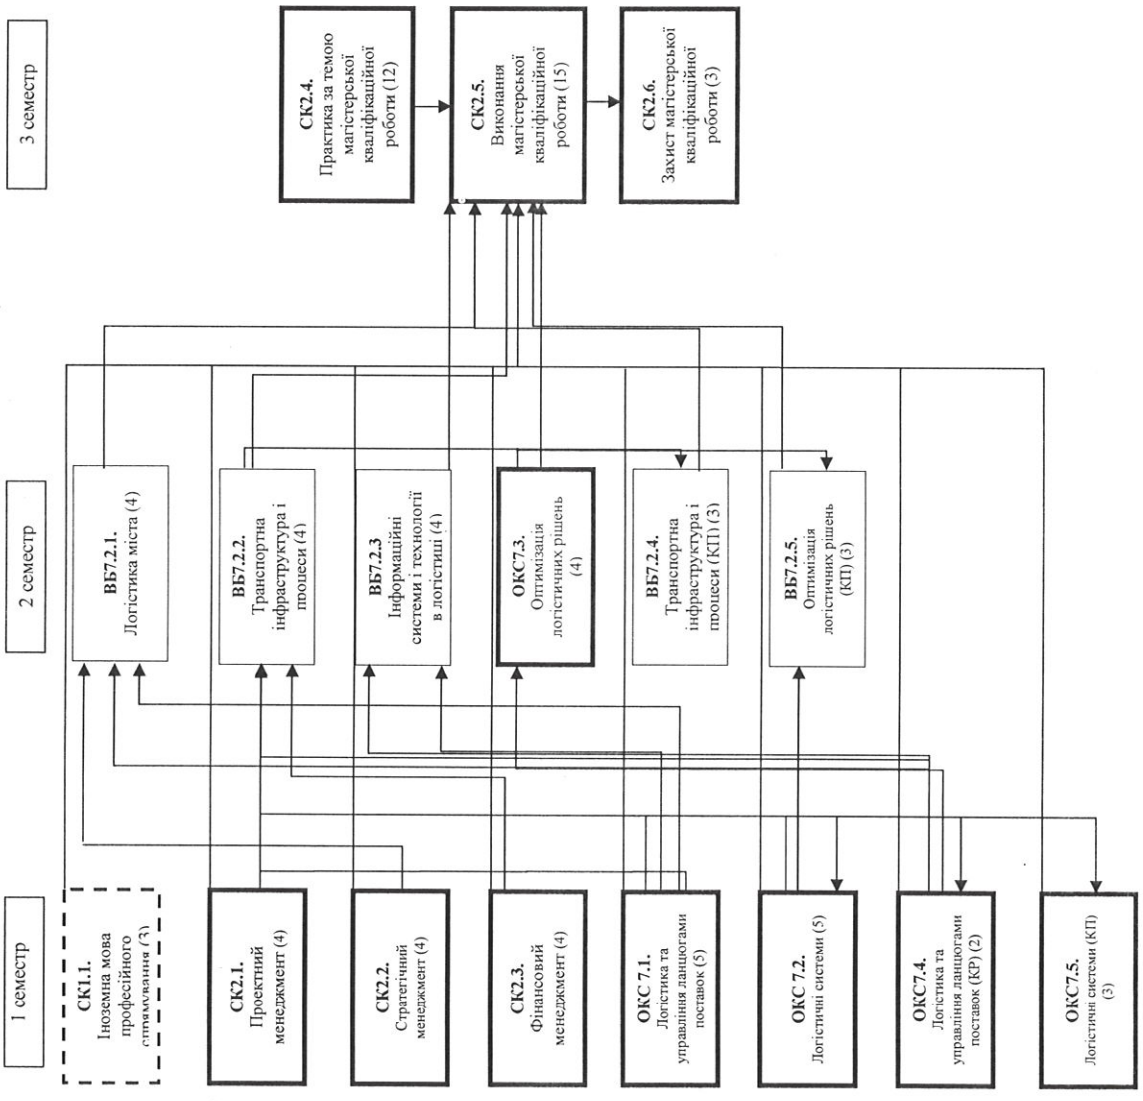 1 семестр
СК1.1.
Іноземна мова
професійного
спрямування (3)
СК2.1.
Проектний
менеджмент (4)
СК2.2.
Стратегічний
менеджмент (4)
СК2.3.
Фінансовий
менеджмент (4)
ОКС 7.1.
Логістика та
управління ланцюгами
поставок (5)
ОКС 7.2.
Логістичні системи (5)
ОКС7.4.
Логістика та
управління ланцюгами
поставок (КР) (2)
ОКС7.5.
Логістичні системи (КП)
(3)
2 семестр
ВБ7.2.1.
Логістика міста (4)
ВБ7.2.2.
Транспортна
інфраструктура і
процеси (4)
ВБ7.2.3
Інформаційні
системи і технології
в логістиці (4)
ОКС7.3.
Оптимізація
логістичних рішень
(4)
ВБ7.2.4.
Транспортна
інфраструктура і
процеси (КП) (3)
ВБ7.2.5.
Оптимізація
логістичних рішень
(КП) (3)
3 семестр
СК2.4.
Практика за темою
магістерської
кваліфікаційної
роботи (12)
СК2.5.
Виконання
магістерської
кваліфікаційної
роботи (15)
СК2.6.
Захист магістерської
кваліфікаційної
роботи (3)